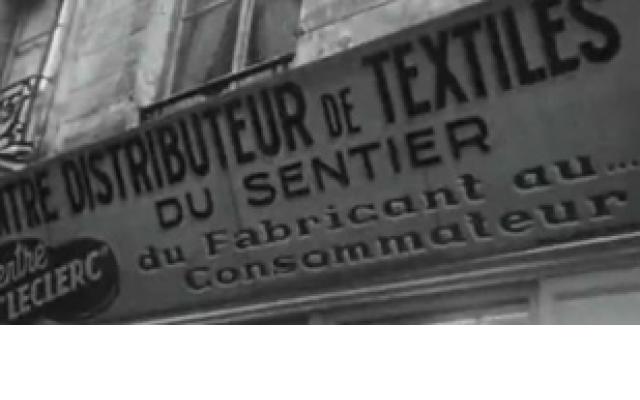 NTRE DISTRIBUTEUR DE TEXTILES
DU SENTIER
du Fabricant au...
Consommateur
entre
"LECLERC"